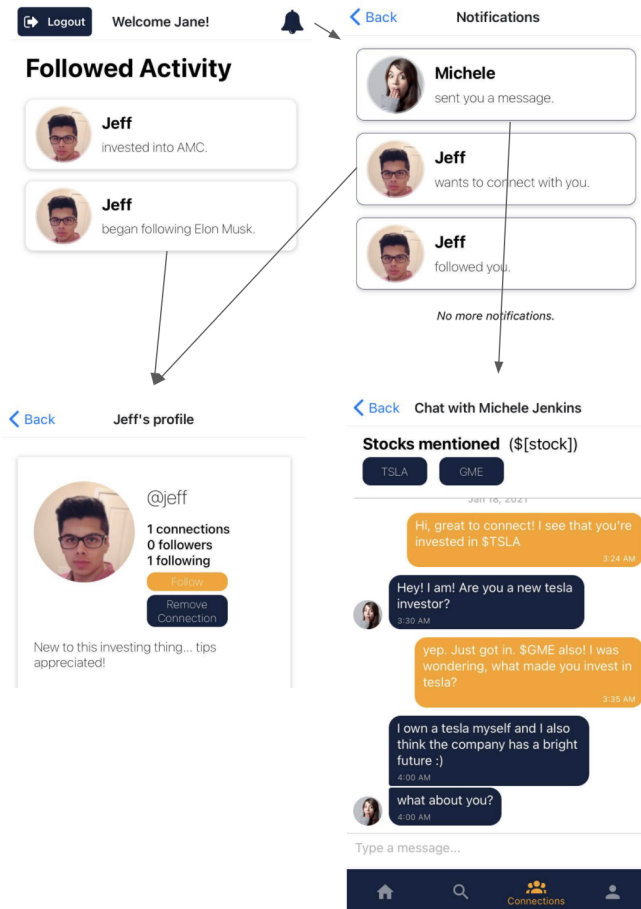 Logout
Welcome Jane!
Followed Activity
Jeff
invested into AMC.
Jeff
began following Elon Musk.
Back
Notifications
Michele
sent you a message.
Jeff
wants to connect with you.
Jeff
followed you.
No more notifications.
Back
Jeff's profile
@jeff
1 connections
0 followers
1 following
Follow
Remove
Connection
New to this investing thing... tips
appreciated!
Back
Chat with Michele Jenkins
Stocks mentioned ($[stock])
TSLA
GME
Jan 18, 2021
Hi, great to connect! I see that you're
invested in $TSLA
3:24 AM
Hey! I am! Are you a new tesla
investor?
3:30 AM
yep. Just got in. $GME also! I was
wondering, what made you invest in
tesla?
3:35 AM
I own a tesla myself and I also
think the company has a bright
future :)
4:00 AM
what about you?
4:00 AM
Type a message...
Connections